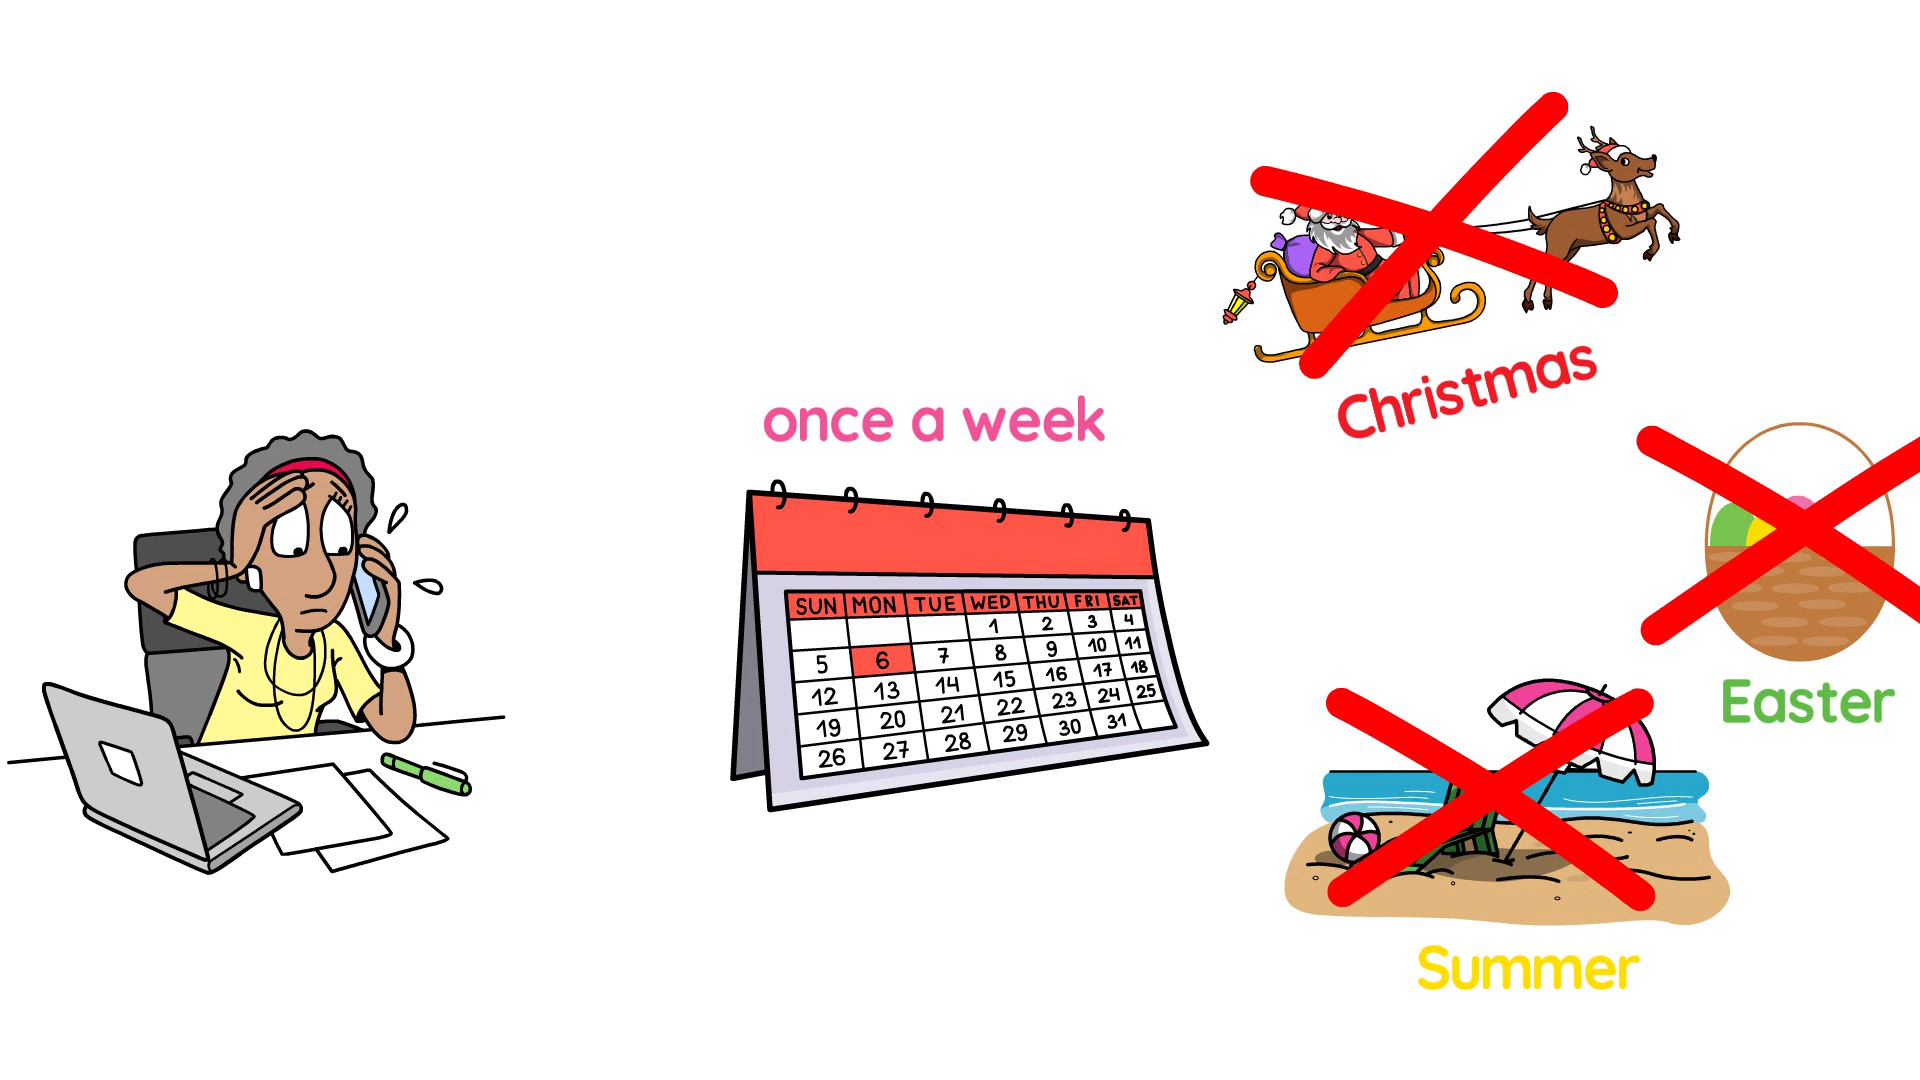 Christmas
once a week
Easter
SUN MON TUE WED THU FRI SAT
1 2 3 4
5 6 7 8 9 10 11
12 13 14 15 16 17 18
19 20 21 22 23 24 25
26 27 28 29 30 31
Summer